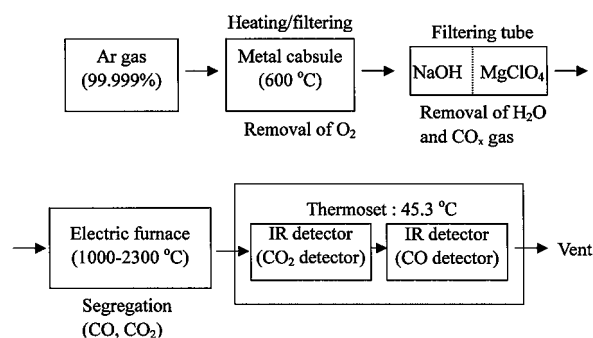 Heating/filtering
Filtering tube
Ar gas
(99.999%)
Metal cabsule
(600 °C)
NaOH
MgClO₄
Removal of O₂
Removal of H₂O
and COₓ gas
Thermoset : 45.3 °C
Electric furnace
(1000-2300 °C)
IR detector
(CO₂ detector)
IR detector
(CO detector)
Vent
Segregation
(CO, CO₂)